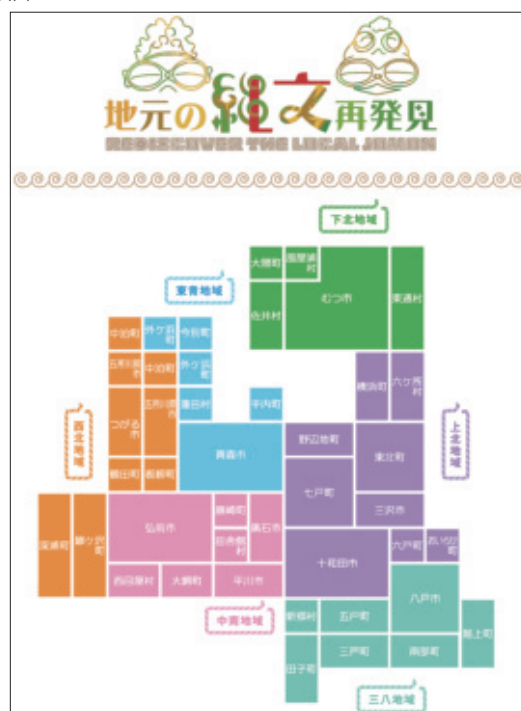 地元の縄文再発見
REDISCOVER THE LOCAL JOMON
下北地域
大間町
風間浦村
むつ市
東通村
佐井村
東青地域
中泊町
外ヶ浜町
今別町
五所川原市
中泊町
外ヶ浜町
横浜町
六ヶ所村
つがる市
五所川原市
蓬田村
平内町
西北地域
青森市
野辺地町
東北町
上北地域
鶴田町
板柳町
七戸町
三沢市
深浦町
鰺ヶ沢町
弘前市
藤崎町
黒石市
田舎館村
十和田市
六戸町
おいらせ町
西目屋村
大鰐町
平川市
八戸市
中南地域
新郷村
五戸町
階上町
田子町
三戸町
南部町
三八地域